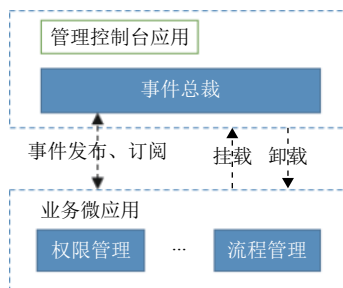 管理控制台应用
事件总裁
事件发布、订阅
挂载
卸载
业务微应用
权限管理
...
流程管理